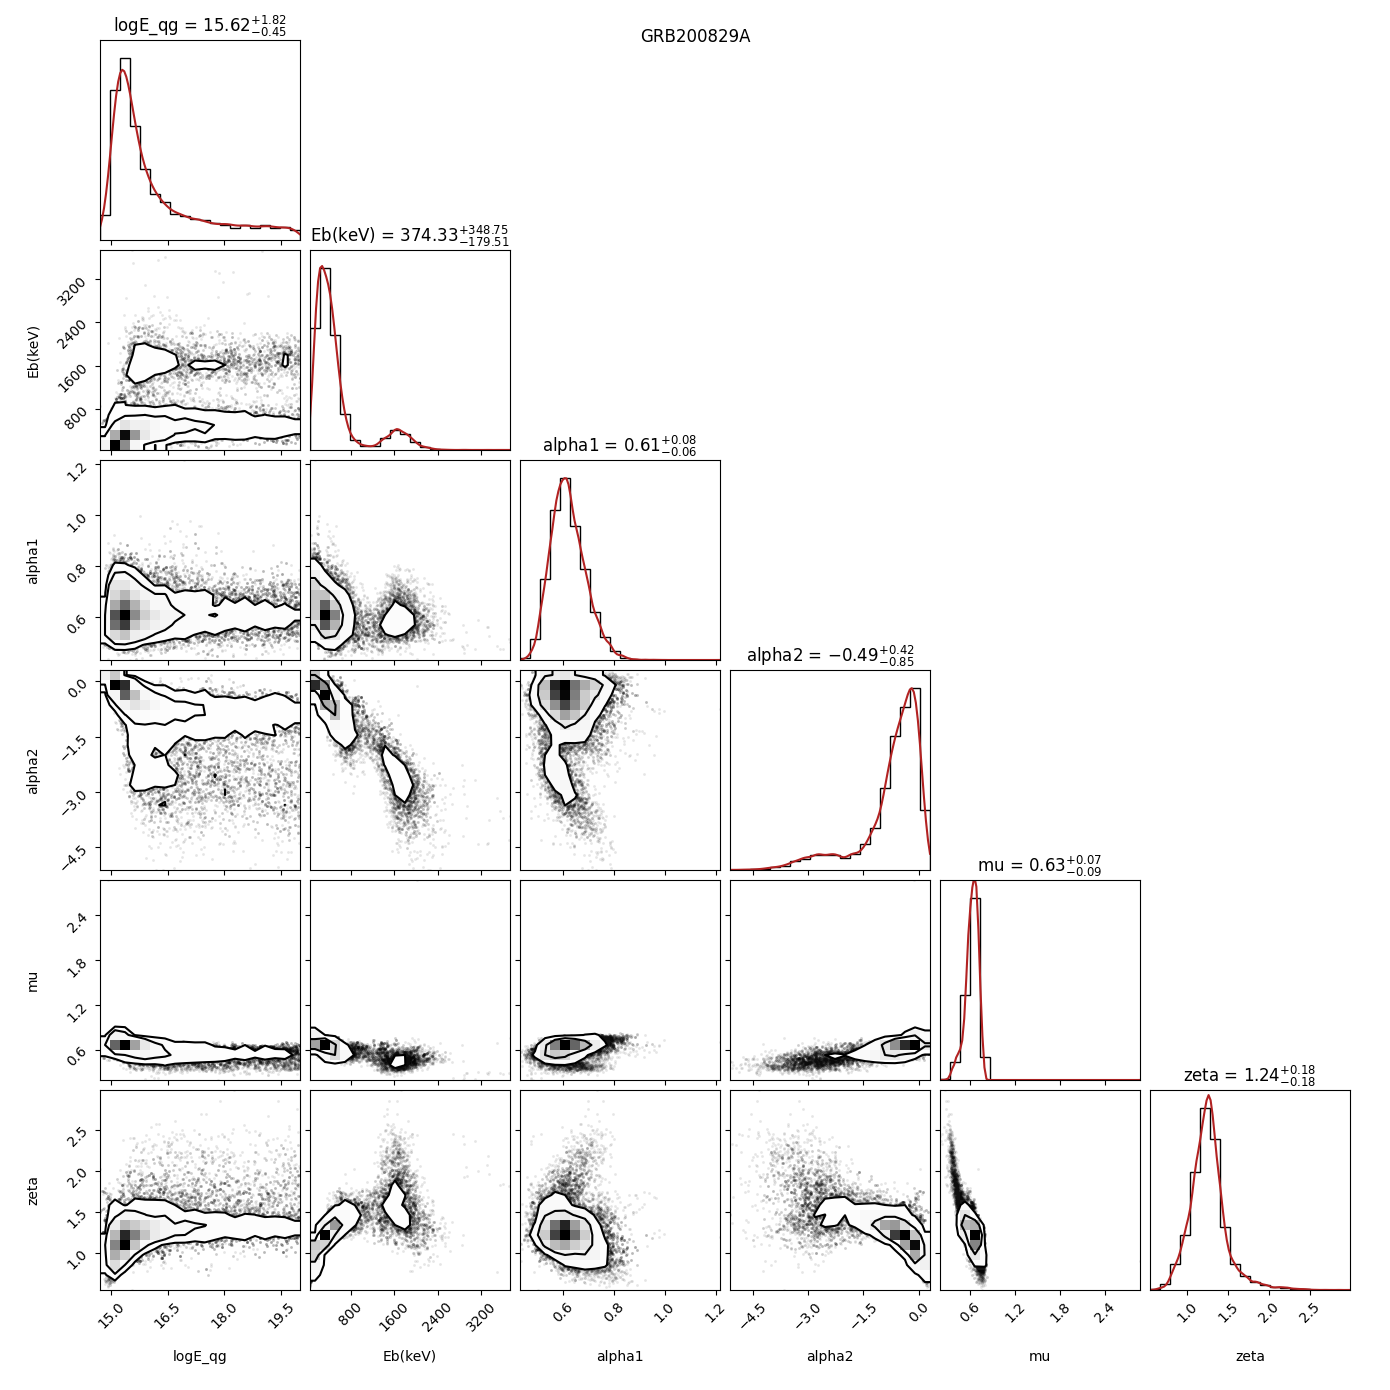 logE_qg = 15.62+1.82 −0.45
GRB200829A
Eb(keV) = 374.33+348.75 −179.51
3200
2400
1600
800
Eb(keV)
alpha1 = 0.61+0.08 −0.06
1.2
1.0
0.8
0.6
alpha1
alpha2 = −0.49+0.42 −0.85
0.0
−1.5
−3.0
−4.5
alpha2
mu = 0.63+0.07 −0.09
2.4
1.8
1.2
0.6
mu
zeta = 1.24+0.18 −0.18
2.5
2.0
1.5
1.0
zeta
15.0 16.5 18.0 19.5 800 1600 2400 3200 0.6 0.8 1.0 1.2 −4.5 −3.0 −1.5 0.0 0.6 1.2 1.8 2.4 1.0 1.5 2.0 2.5
logE_qg Eb(keV) alpha1 alpha2 mu zeta